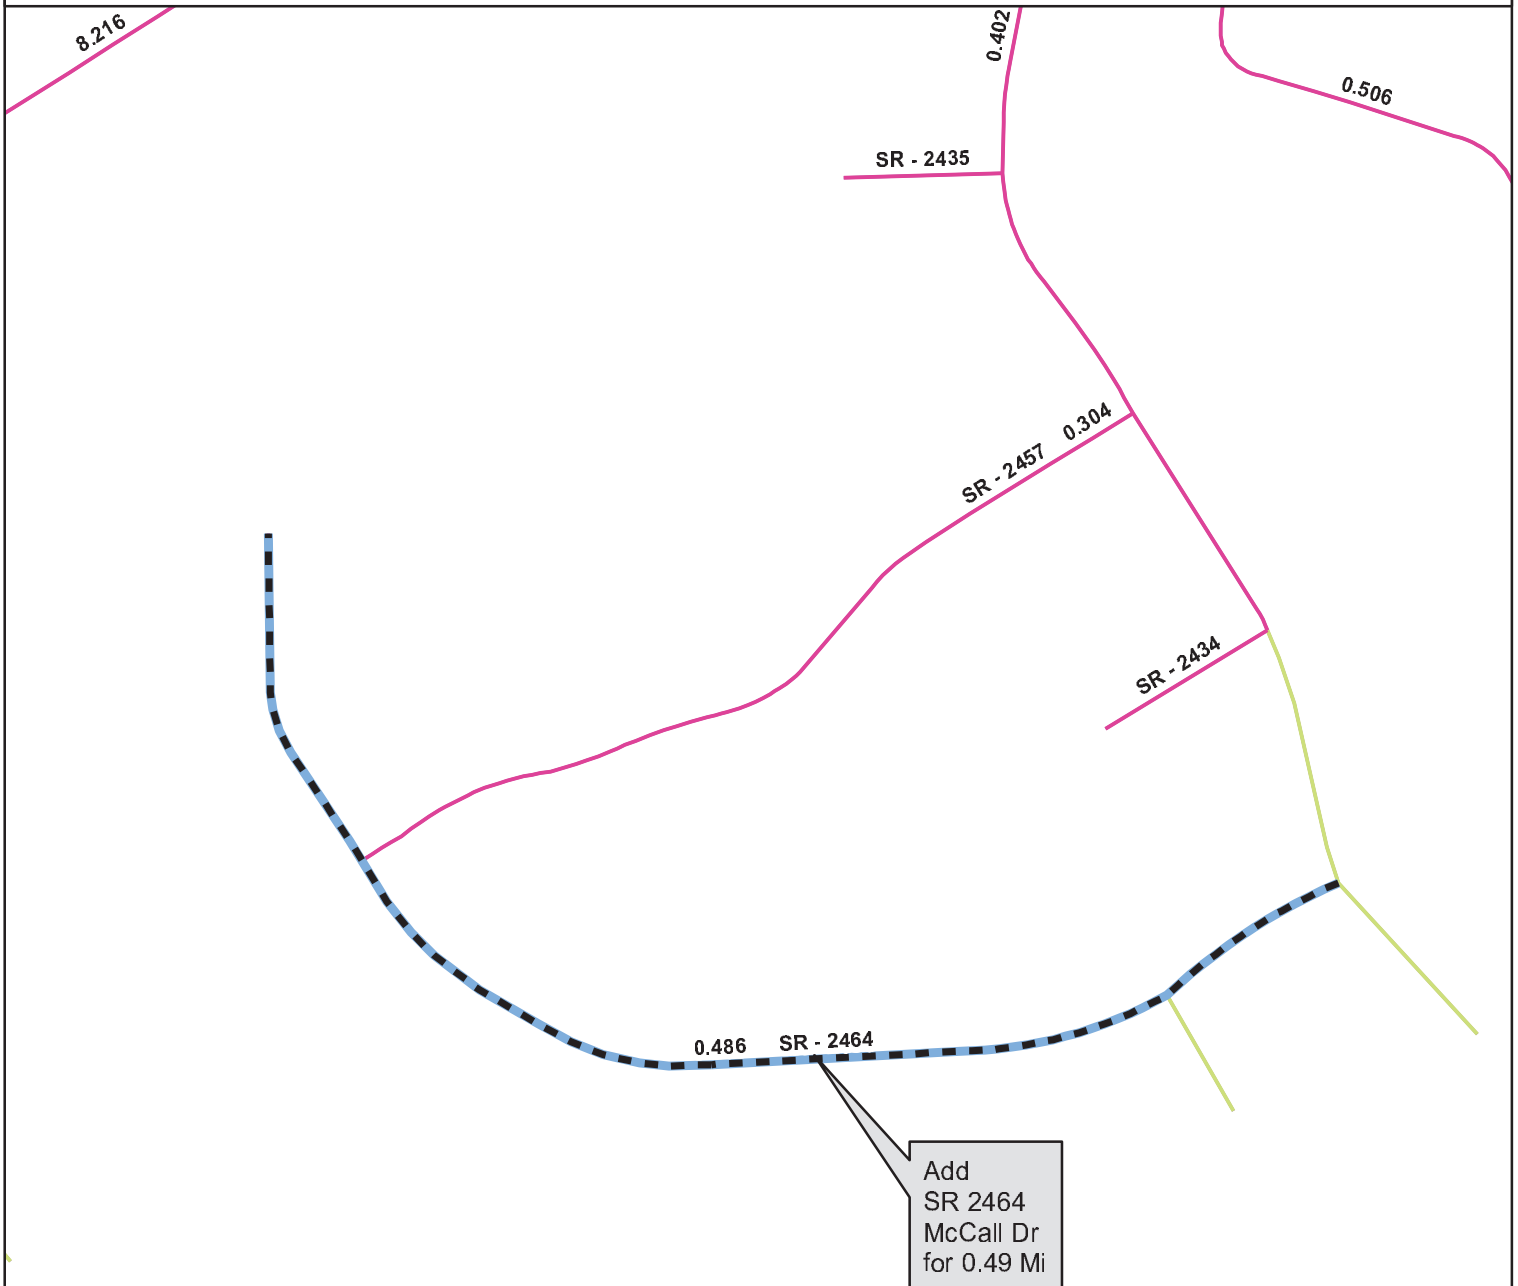 8.216
0.402
0.506
SR - 2435
0.304
SR - 2457
SR - 2434
0.486 SR - 2464
Add
SR 2464
McCall Dr
for 0.49 Mi